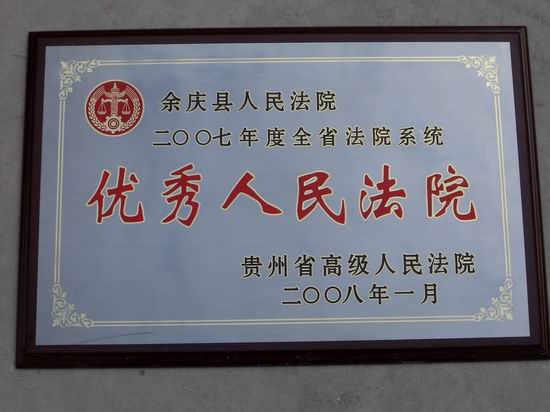 余庆县人民法院
二〇〇七年度全省法院系统
优秀人民法院
贵州省高级人民法院
二〇〇八年一月